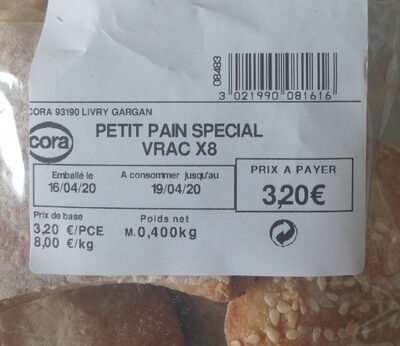 08483
3 021990 081616
CORA 93190 LIVRY GARGAN
cora
PETIT PAIN SPECIAL
VRAC X8
Emballé le
16/04/20
A consommer jusqu'au
19/04/20
PRIX A PAYER
3,20€
Prix de base
3,20 €/PCE
8,00 €/kg
Poids net
M.0,400kg